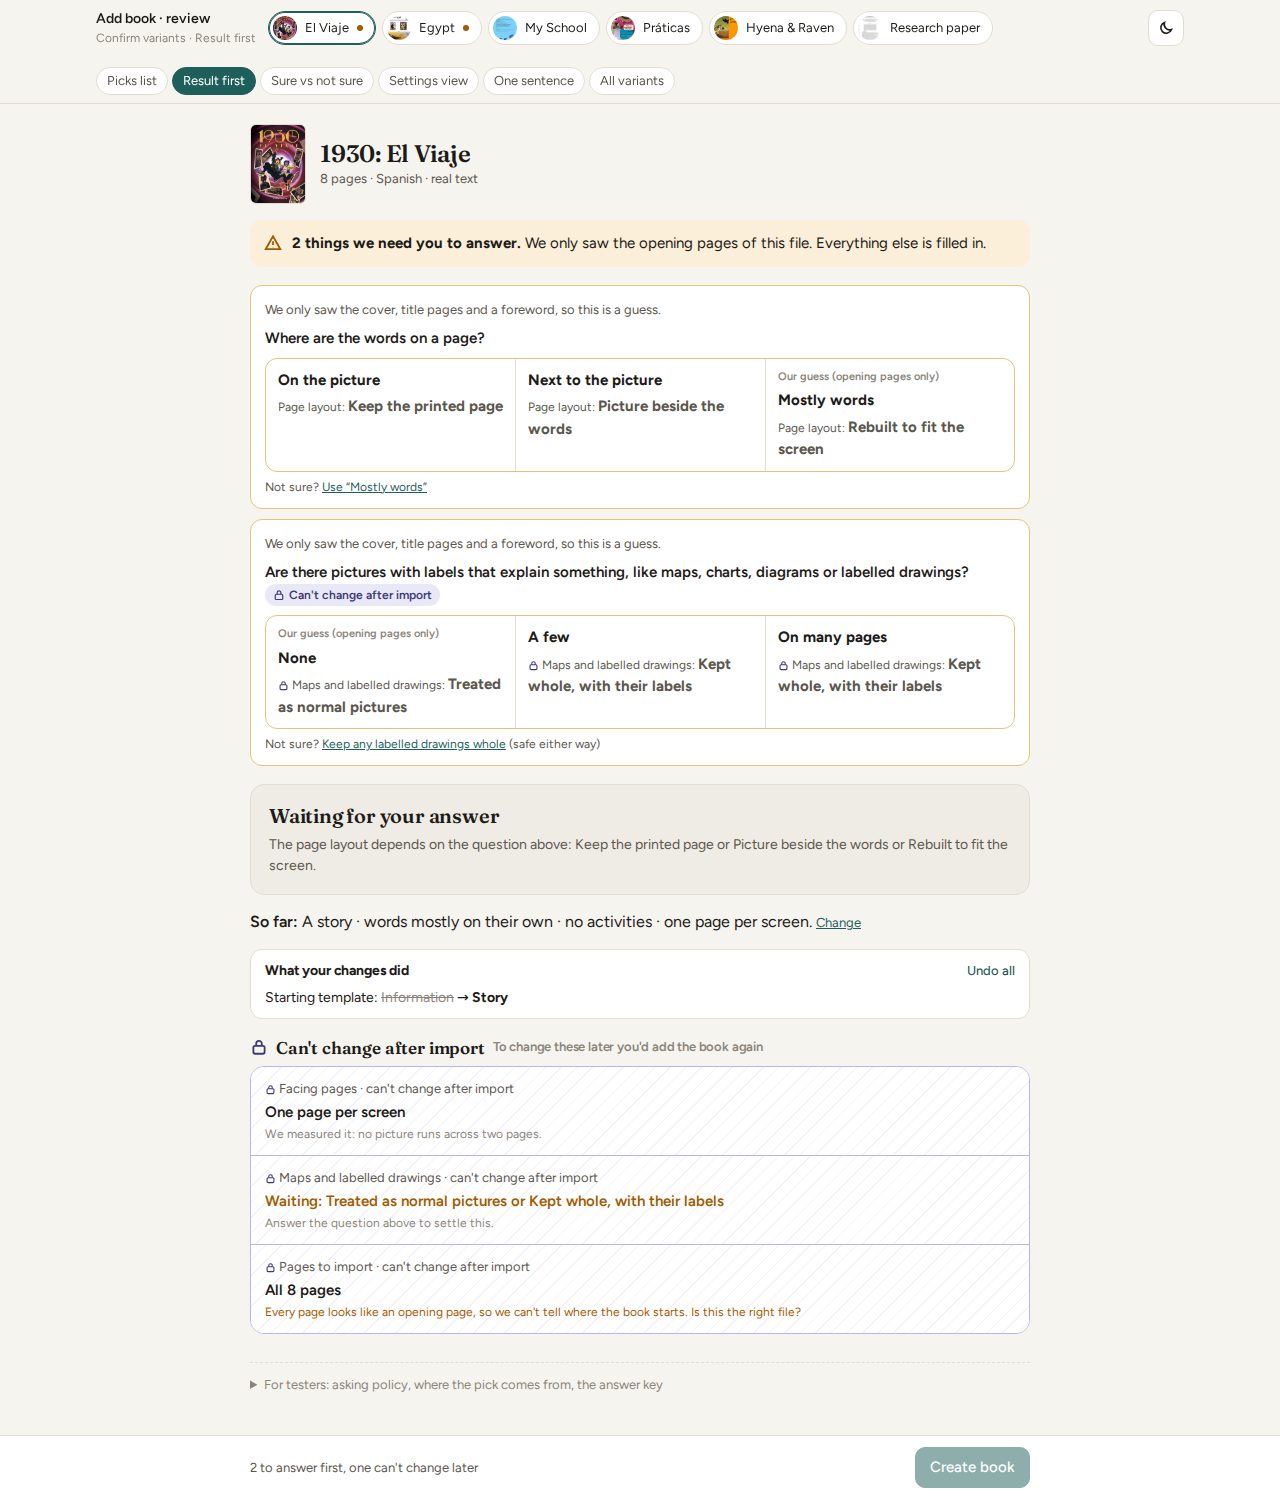 Add book · review
Confirm variants · Result first
El Viaje
Egypt
My School
Práticas
Hyena & Raven
Research paper
Picks list
Result first
Sure vs not sure
Settings view
One sentence
All variants
1930
EL VIAJE
1930: El Viaje
8 pages · Spanish · real text
2 things we need you to answer. We only saw the opening pages of this file. Everything else is filled in.
We only saw the cover, title pages and a foreword, so this is a guess.
Where are the words on a page?
On the picture
Page layout: Keep the printed page
Next to the picture
Page layout: Picture beside the
words
Our guess (opening pages only)
Mostly words
Page layout: Rebuilt to fit the
screen
Not sure? Use “Mostly words”
We only saw the cover, title pages and a foreword, so this is a guess.
Are there pictures with labels that explain something, like maps, charts, diagrams or labelled drawings?
Can't change after import
Our guess (opening pages only)
None
Maps and labelled drawings: Treated
as normal pictures
A few
Maps and labelled drawings: Kept
whole, with their labels
On many pages
Maps and labelled drawings: Kept
whole, with their labels
Not sure? Keep any labelled drawings whole (safe either way)
Waiting for your answer
The page layout depends on the question above: Keep the printed page or Picture beside the words or Rebuilt to fit the
screen.
So far: A story · words mostly on their own · no activities · one page per screen. Change
What your changes did
Undo all
Starting template: Information → Story
Can't change after import To change these later you'd add the book again
Facing pages · can't change after import
One page per screen
We measured it: no picture runs across two pages.
Maps and labelled drawings · can't change after import
Waiting: Treated as normal pictures or Kept whole, with their labels
Answer the question above to settle this.
Pages to import · can't change after import
All 8 pages
Every page looks like an opening page, so we can't tell where the book starts. Is this the right file?
For testers: asking policy, where the pick comes from, the answer key
2 to answer first, one can't change later
Create book